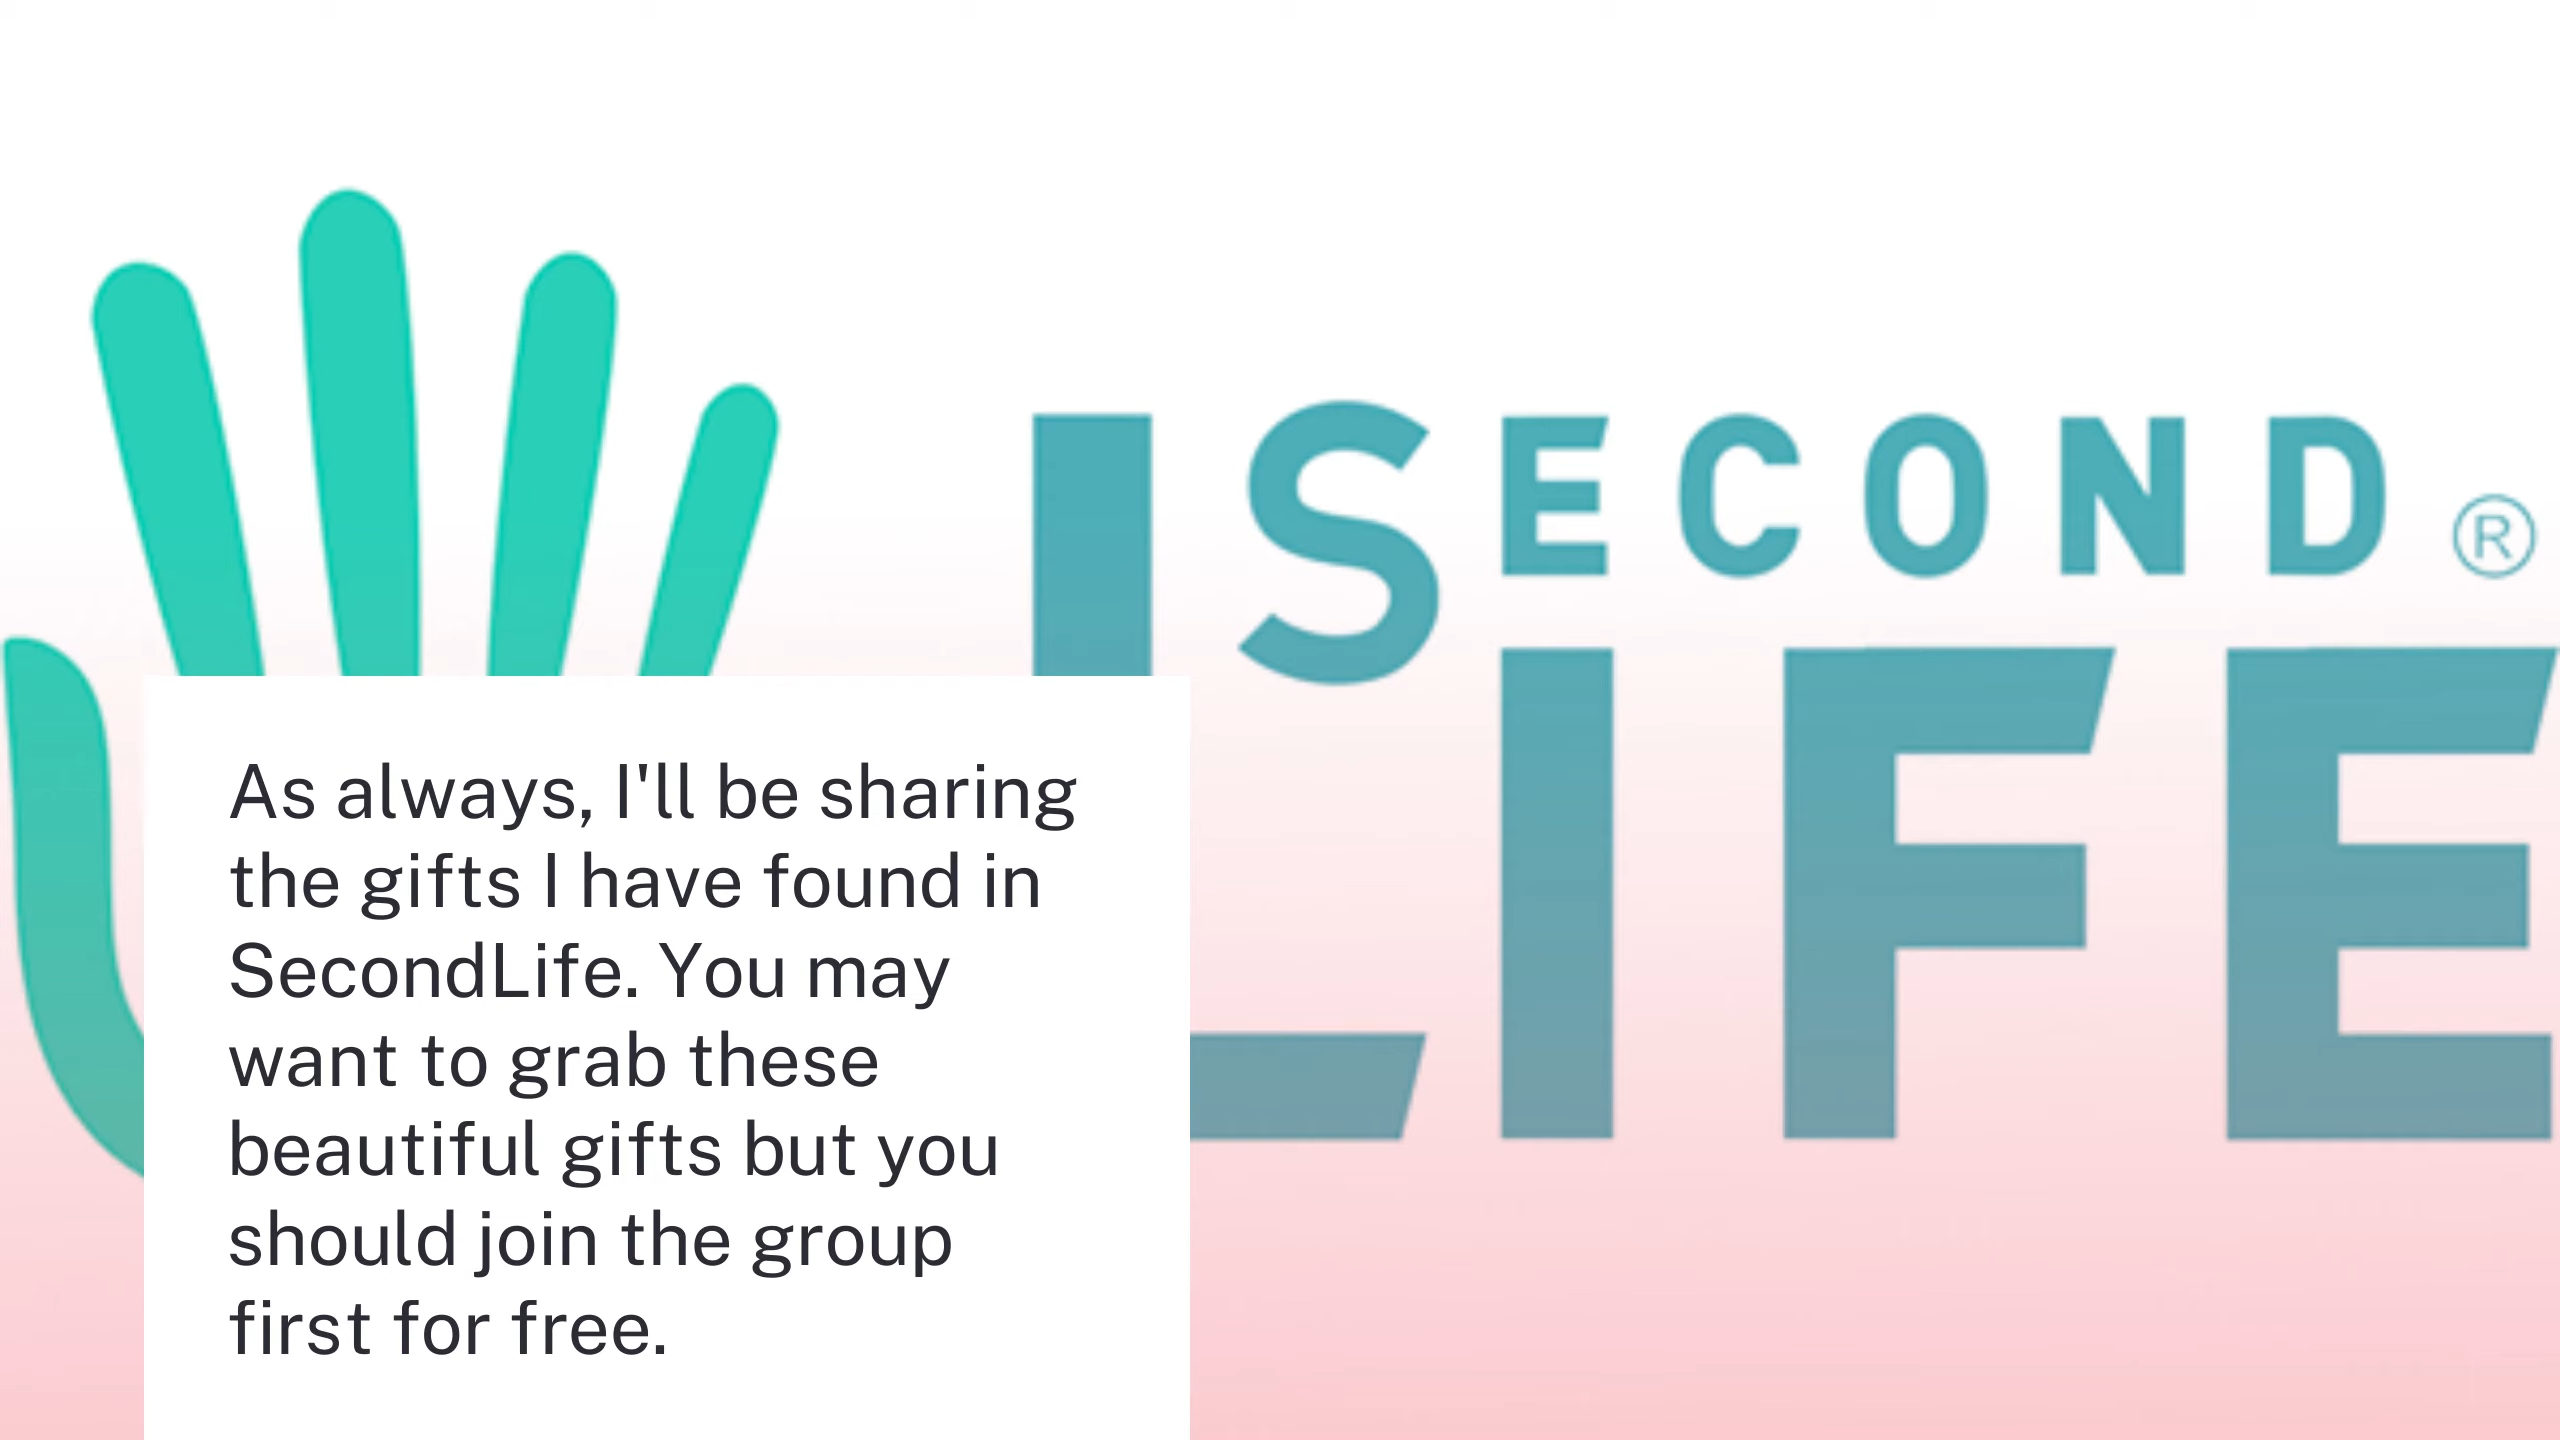 SECOND®
LIFE
As always, I'll be sharing
the gifts I have found in
SecondLife. You may
want to grab these
beautiful gifts but you
should join the group
first for free.